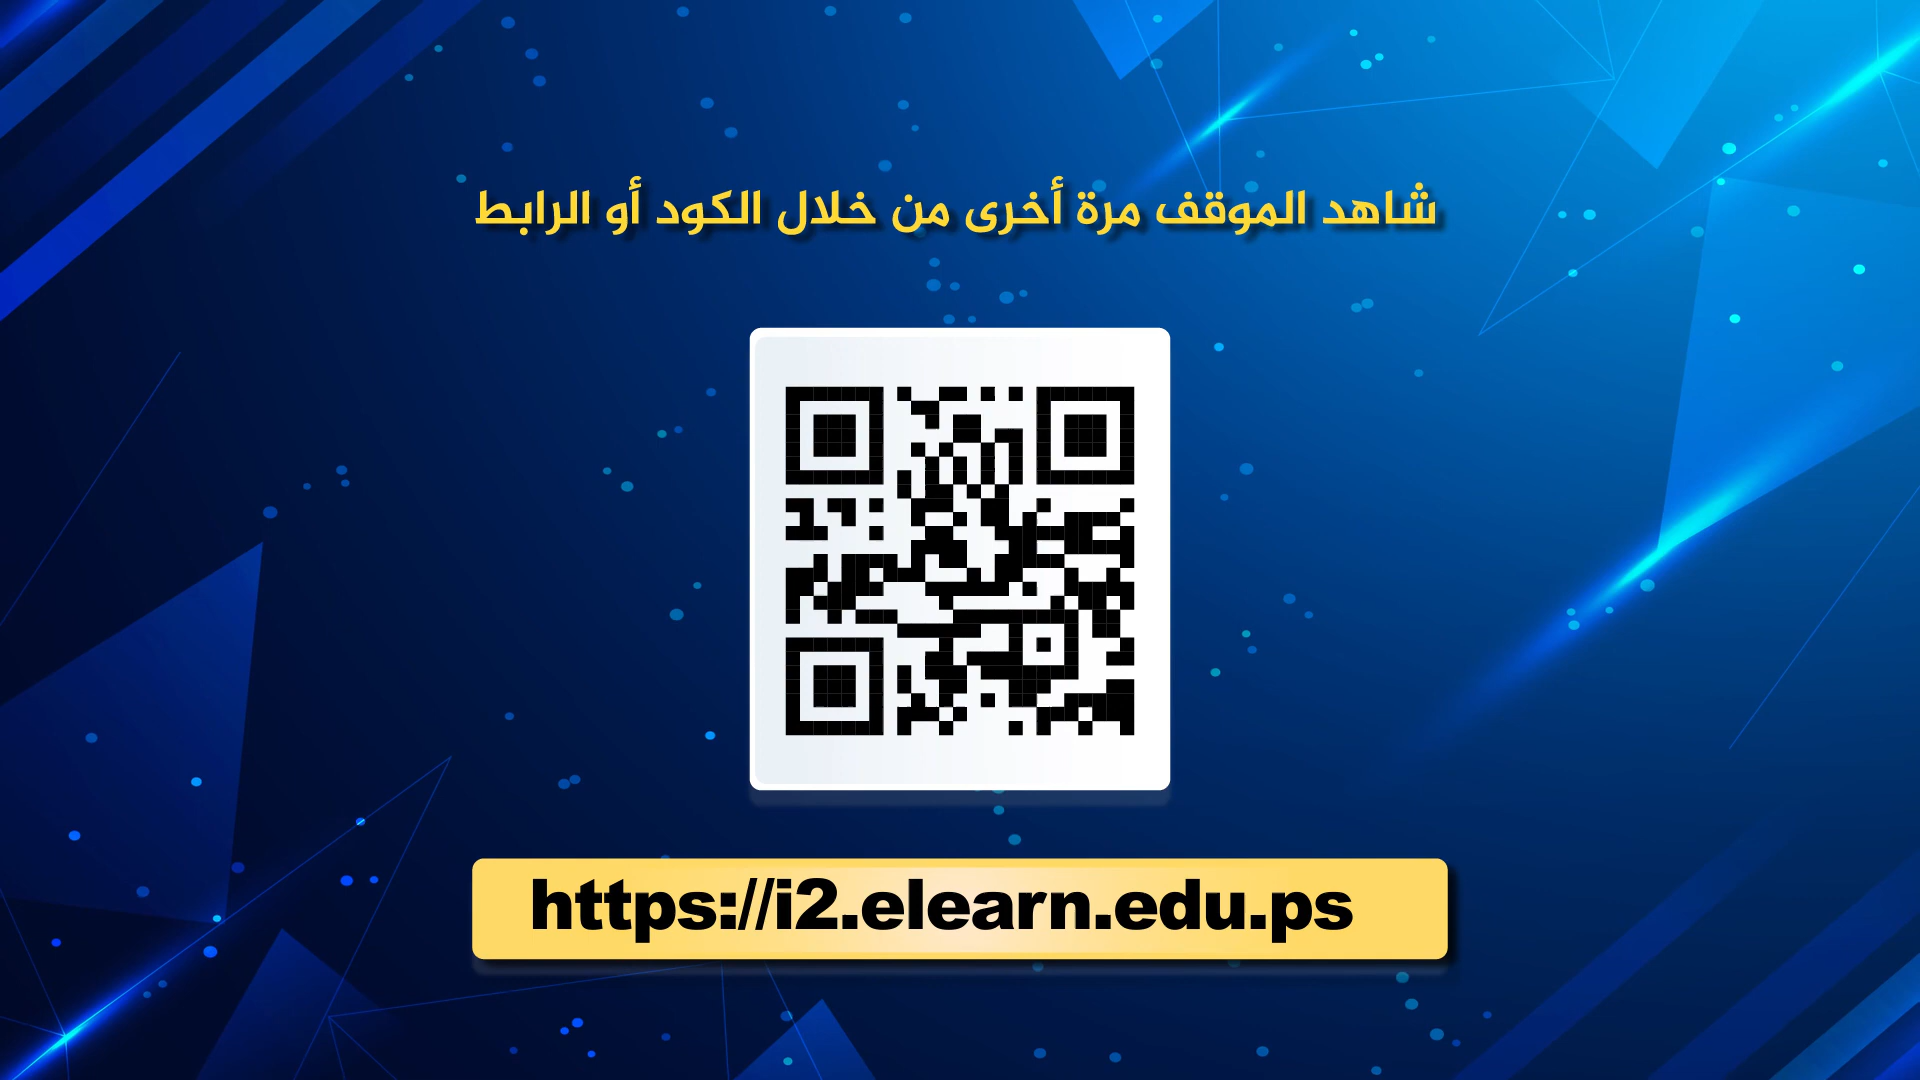 شاهد الموقف مرة أخرى من خلال الكود أو الرابط
https://i2.elearn.edu.ps